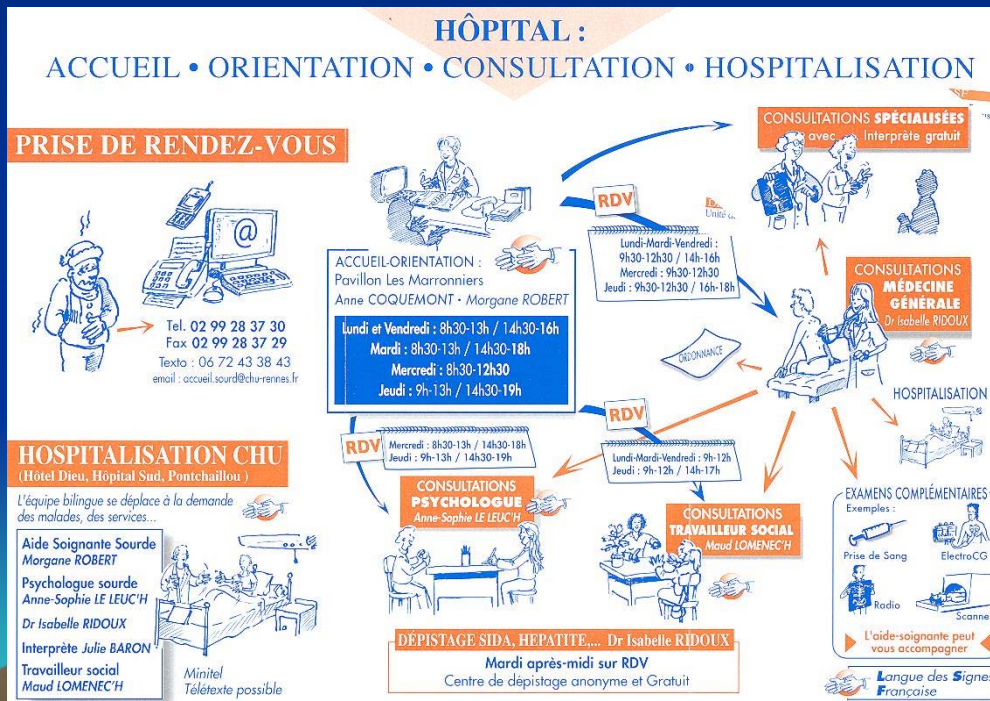 HÔPITAL :
ACCUEIL • ORIENTATION • CONSULTATION • HOSPITALISATION
PRISE DE RENDEZ-VOUS
@
Tel. 02 99 28 37 30
Fax 02 99 28 37 29
Texto : 06 72 43 38 43
email : accueil.sourd@chu-rennes.fr
ACCUEIL-ORIENTATION :
Pavillon Les Marronniers
Anne COQUEMONT • Morgane ROBERT
Lundi et Vendredi : 8h30-13h / 14h30-16h
Mardi : 8h30-13h / 14h30-18h
Mercredi : 8h30-12h30
Jeudi : 9h-13h / 14h30-19h
CONSULTATIONS SPÉCIALISÉES
avec Interprète gratuit
RDV
Unité
Lundi-Mardi-Vendredi :
9h30-12h30 / 14h-16h
Mercredi : 9h30-12h30
Jeudi : 9h30-12h30 / 16h-18h
CONSULTATIONS
MÉDECINE
GÉNÉRALE
Dr Isabelle RIDOUX
ORDONNANCE
HOSPITALISATION
RDV
Mercredi : 8h30-13h / 14h30-18h
Jeudi : 9h-13h / 14h30-19h
CONSULTATIONS
PSYCHOLOGUE
Anne-Sophie LE LEUC'H
RDV
Lundi-Mardi-Vendredi : 9h-12h
Jeudi : 9h-12h / 14h-17h
CONSULTATIONS
TRAVAILLEUR SOCIAL
Maud LOMENEC'H
HOSPITALISATION CHU
(Hôtel Dieu, Hôpital Sud, Pontchaillou )
L'équipe bilingue se déplace à la demande
des malades, des services...
Aide Soignante Sourde
Morgane ROBERT
Psychologue sourde
Anne-Sophie LE LEUC'H
Dr Isabelle RIDOUX
Interprète Julie BARON
Travailleur social
Maud LOMENEC'H
Minitel
Télétexte possible
DÉPISTAGE SIDA, HEPATITE,... Dr Isabelle RIDOUX
Mardi après-midi sur RDV
Centre de dépistage anonyme et Gratuit
EXAMENS COMPLÉMENTAIRES
Exemples :
Prise de Sang
ElectroCG
Radio
Scanner
L'aide-soignante peut
vous accompagner
Langue des Signes
Française